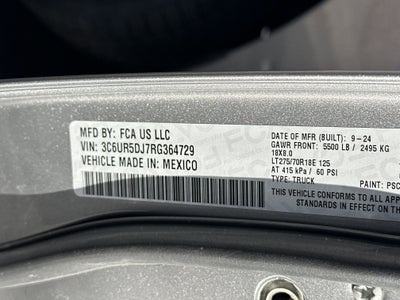 MFD BY: FCA US LLC
VIN: 3C6UR5DJ7RG364729
VEHICLE MADE IN: MEXICO
DATE OF MFR (BUILT): 9-24
GAWR FRONT: 5500 LB / 2495 KG
18X8.0
LT275/70R18E 125
AT 415 kPa / 60 PSI
TYPE: TRUCK
PAINT: PSC
THIS VEHICLE CONFORMS TO ALL APP
STANDARDS IN EFFECT ON